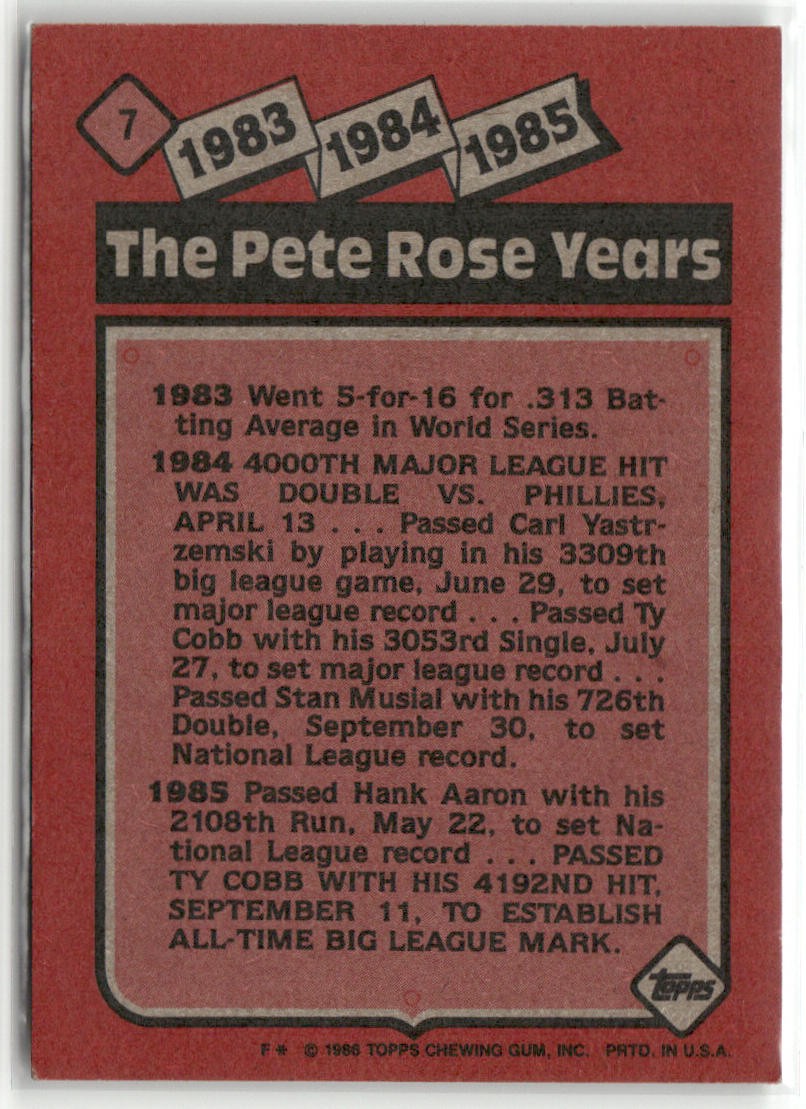 7
1983 1984 1985
The Pete Rose Years
1983 Went 5-for-16 for .313 Bat-
ting Average in World Series.
1984 4000TH MAJOR LEAGUE HIT
WAS DOUBLE VS. PHILLIES,
APRIL 13 . . . Passed Carl Yastr-
zemski by playing in his 3309th
big league game, June 29, to set
major league record . . . Passed Ty
Cobb with his 3053rd Single, July
27, to set major league record . . .
Passed Stan Musial with his 726th
Double, September 30, to set
National League record.
1985 Passed Hank Aaron with his
2108th Run, May 22, to set Na-
tional League record . . . PASSED
TY COBB WITH HIS 4192ND HIT,
SEPTEMBER 11, TO ESTABLISH
ALL-TIME BIG LEAGUE MARK.
topps
F* © 1986 TOPPS CHEWING GUM, INC. PRTD. IN U.S.A.